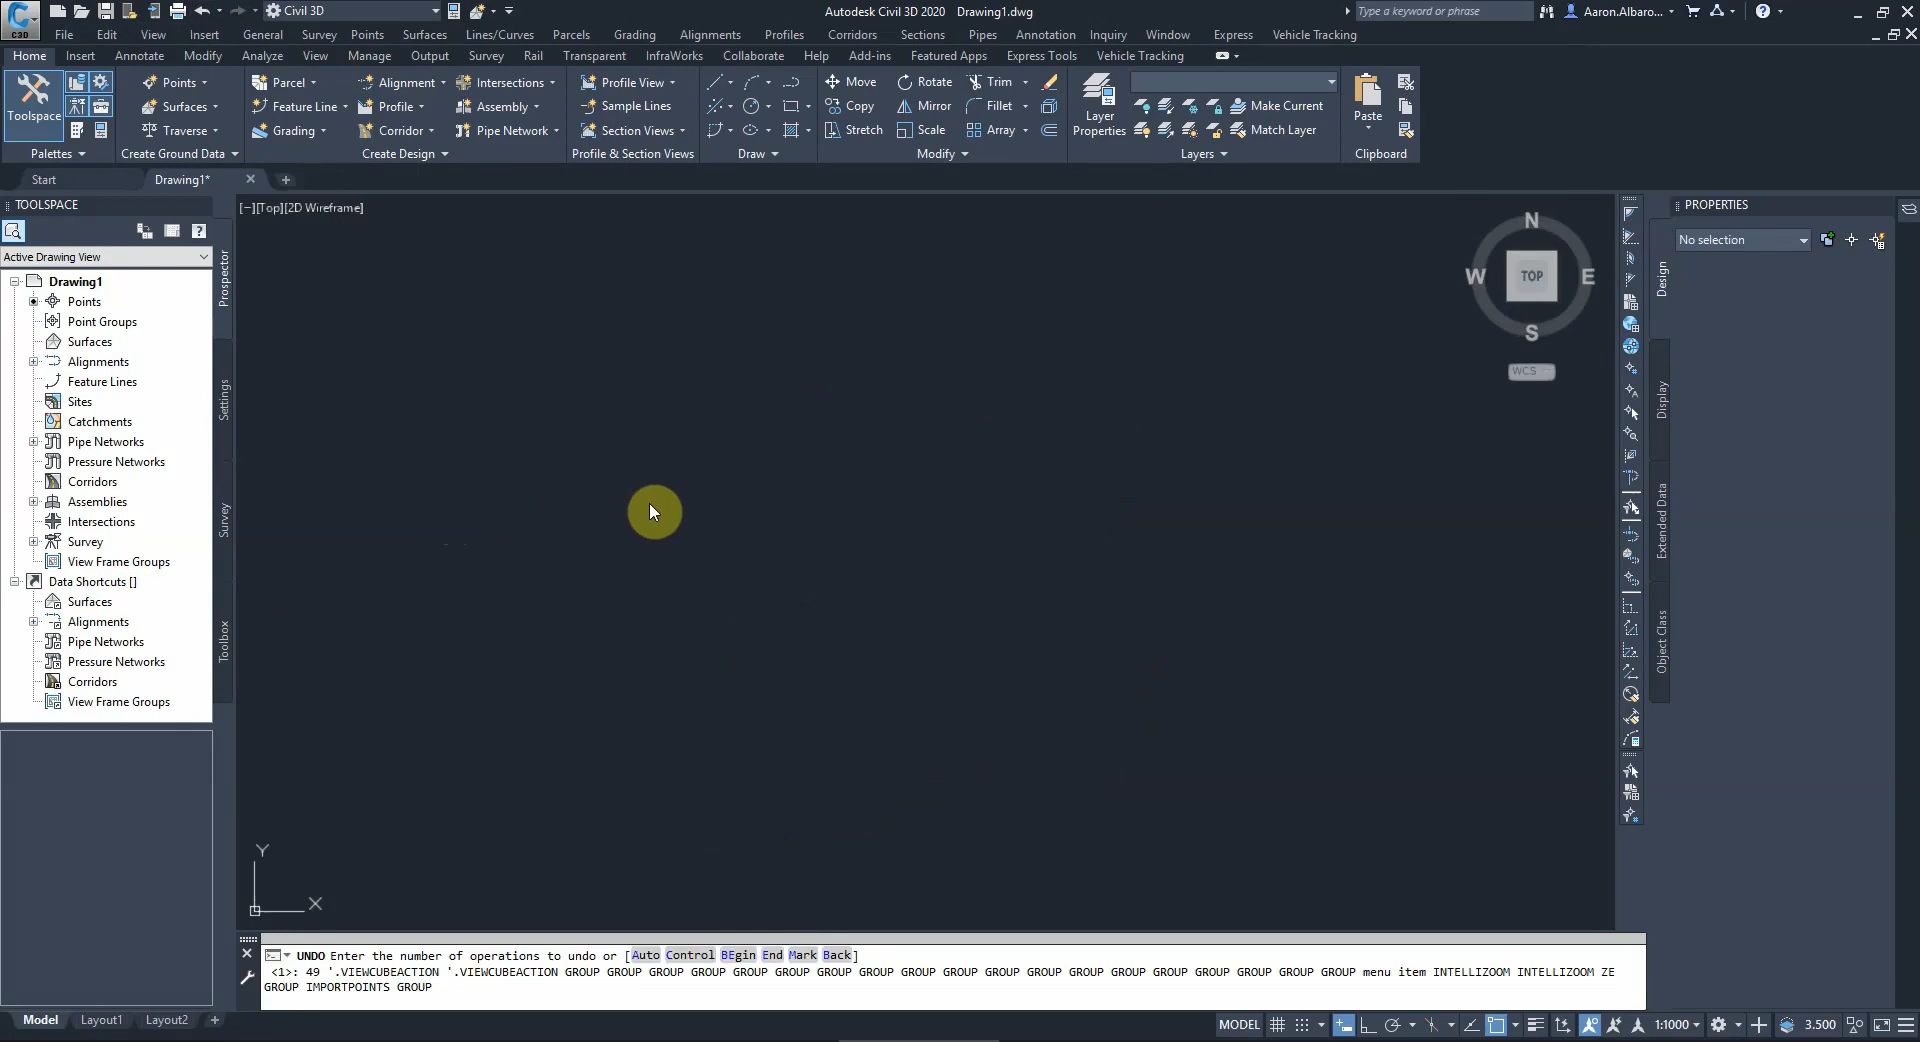 C3D
Civil 3D
Autodesk Civil 3D 2020 Drawing1.dwg
Type a keyword or phrase
Aaron.Albaro...
File Edit View Insert General Survey Points Surfaces Lines/Curves Parcels Grading Alignments Profiles Corridors Sections Pipes Annotation Inquiry Window Express Vehicle Tracking
Home Insert Annotate Modify Analyze View Manage Output Survey Rail Transparent InfraWorks Collaborate Help Add-ins Featured Apps Express Tools Vehicle Tracking
Points Parcel Alignment Intersections Profile View Move Rotate Trim
Toolspace Surfaces Feature Line Profile Assembly Sample Lines Copy Mirror Fillet Make Current
Traverse Grading Corridor Pipe Network Section Views Stretch Scale Array Match Layer
Layer
Properties
Paste
Palettes Create Ground Data Create Design Profile & Section Views Draw Modify Layers Clipboard
Start Drawing1*
TOOLSPACE
Active Drawing View
Drawing1
Points
Point Groups
Surfaces
Alignments
Feature Lines
Sites
Catchments
Pipe Networks
Pressure Networks
Corridors
Assemblies
Intersections
Survey
View Frame Groups
Data Shortcuts []
Surfaces
Alignments
Pipe Networks
Pressure Networks
Corridors
View Frame Groups
Prospector
Settings
Survey
Toolbox
[−][Top][2D Wireframe]
N
W TOP E
S
WCS
PROPERTIES
No selection
Design
Display
Extended Data
Object Class
Y
X
UNDO Enter the number of operations to undo or [Auto Control BEgin End Mark Back]
<1>: 49 '.VIEWCUBEACTION '.VIEWCUBEACTION GROUP GROUP GROUP GROUP GROUP GROUP GROUP GROUP GROUP GROUP GROUP GROUP GROUP GROUP GROUP GROUP GROUP GROUP GROUP menu item INTELLIZOOM INTELLIZOOM ZE
GROUP IMPORTPOINTS GROUP
Model Layout1 Layout2
MODEL 1:1000 3.500